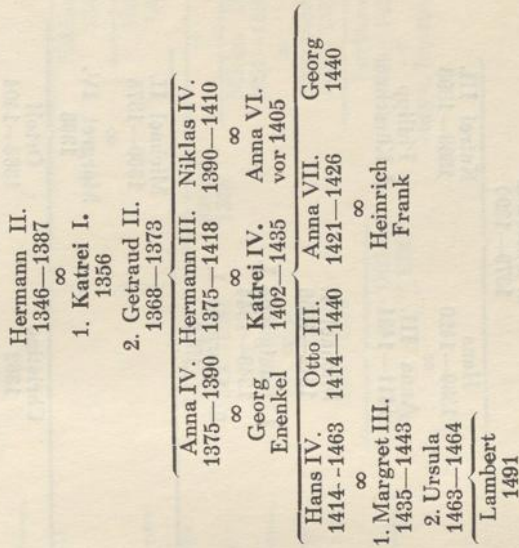 Hermann II.
1346—1387
∞
1. Katrei I.
1356
2. Getraud II.
1368—1373
Anna IV. Hermann III. Niklas IV.
1375—1390 1375—1418 1390—1410
∞ ∞ ∞
Georg Katrei IV. Anna VI.
Enenkel 1402—1435 vor 1405
Hans IV. Otto III. Anna VII. Georg
1414--1463 1414—1440 1421—1426 1440
∞ ∞
1. Margret III. Heinrich
1435—1443 Frank
2. Ursula
1463—1464
Lambert
1491